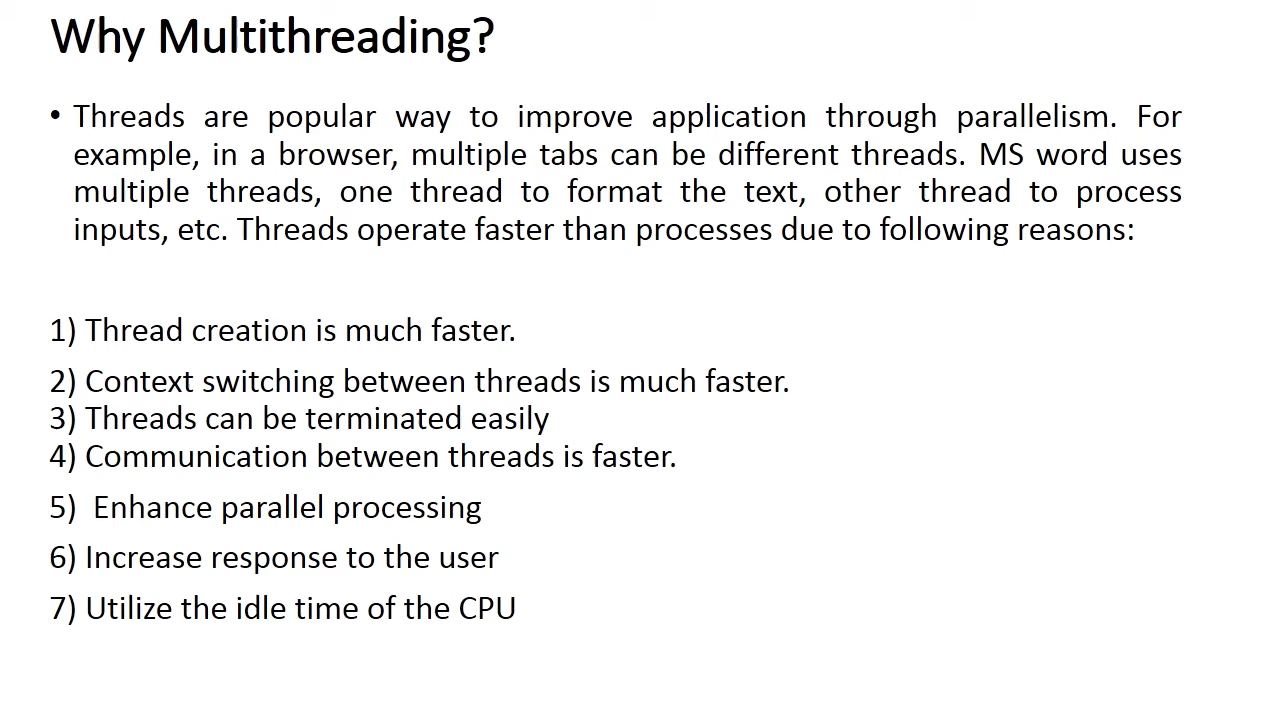 Why Multithreading?
• Threads are popular way to improve application through parallelism. For
example, in a browser, multiple tabs can be different threads. MS word uses
multiple threads, one thread to format the text, other thread to process
inputs, etc. Threads operate faster than processes due to following reasons:
1) Thread creation is much faster.
2) Context switching between threads is much faster.
3) Threads can be terminated easily
4) Communication between threads is faster.
5) Enhance parallel processing
6) Increase response to the user
7) Utilize the idle time of the CPU